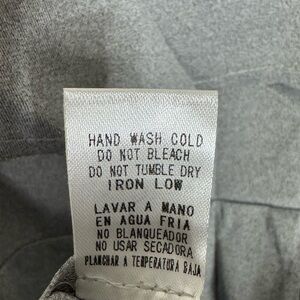 HAND WASH COLD
DO NOT BLEACH
DO NOT TUMBLE DRY
IRON LOW
LAVAR A MANO
EN AGUA FRIA
NO BLANQUEADOR
NO USAR SECADORA
PLANCHAR A TEMPERATURA BAJA